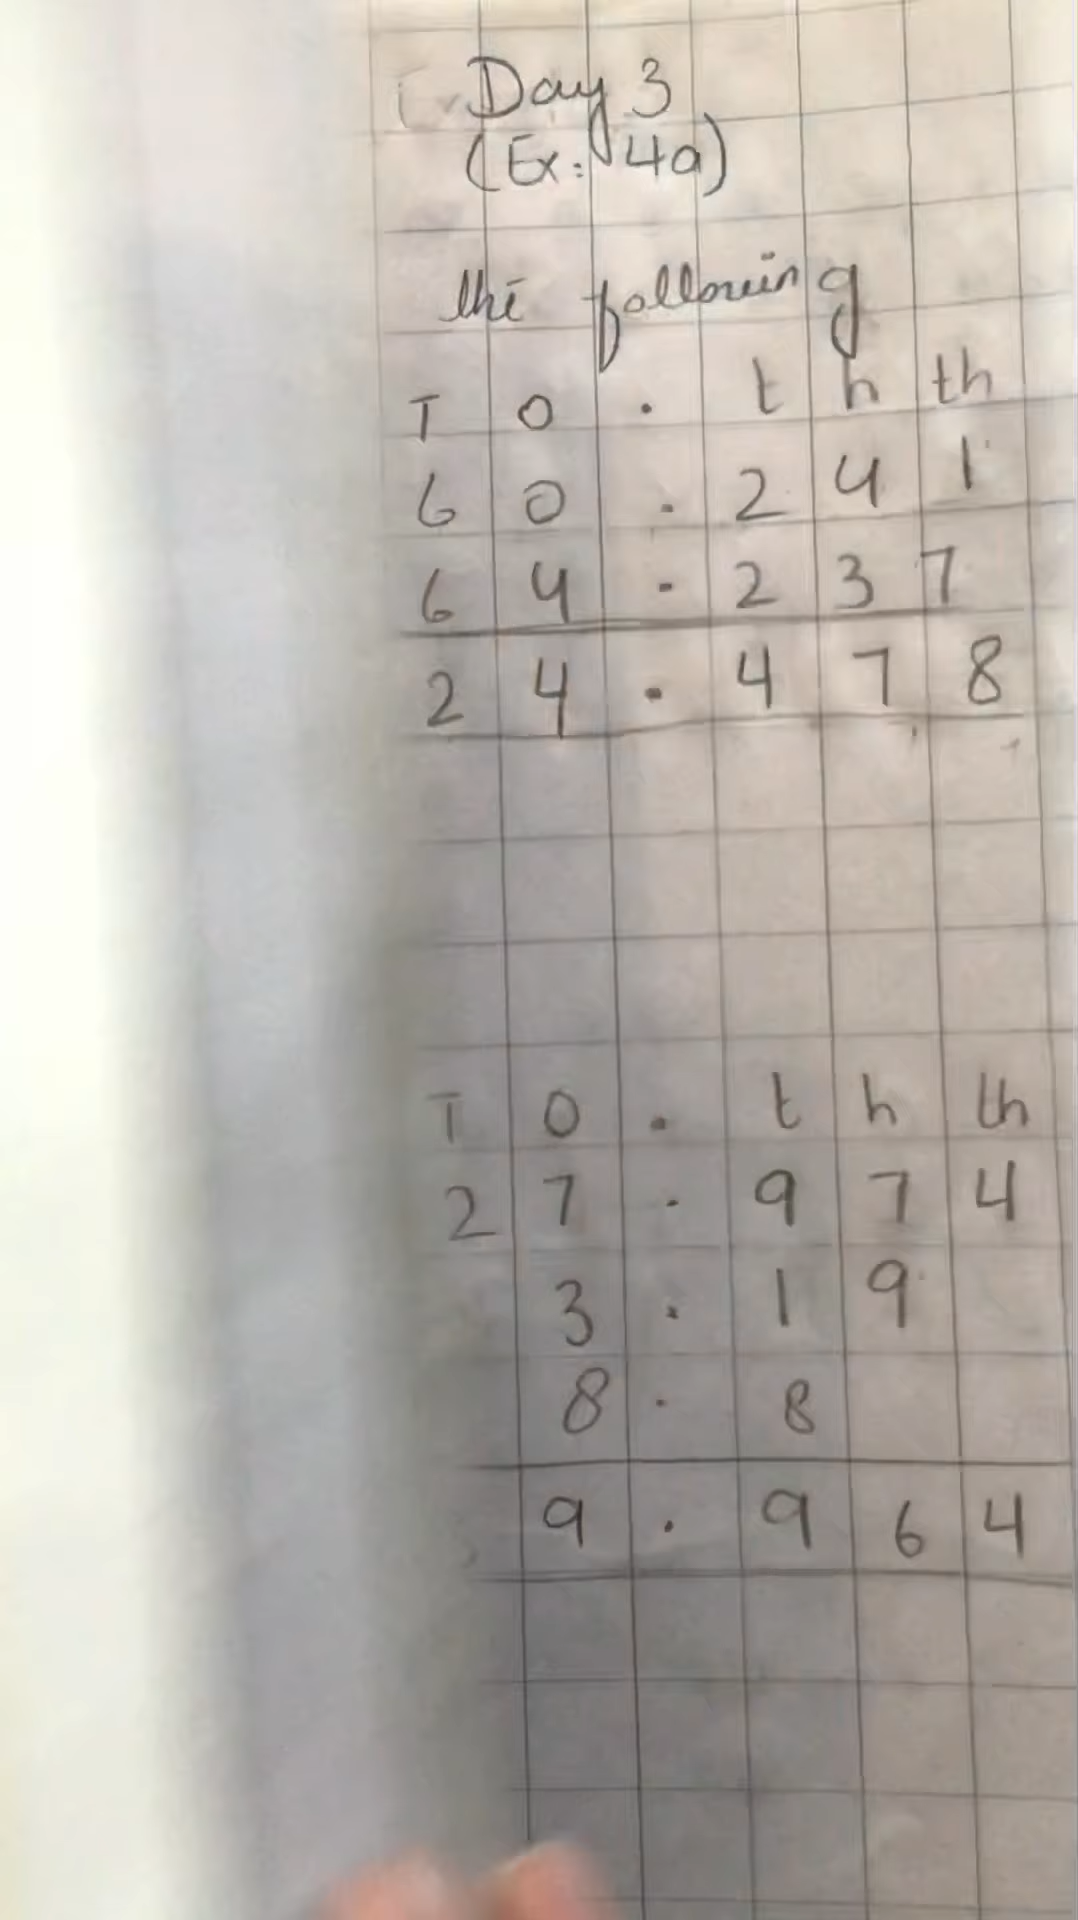 Day 3
(Ex: 4a)
the following
T O . t h th
6 0 . 2 4 1
6 4 . 2 3 7
2 4 . 4 7 8
T O . t h th
2 7 . 9 7 4
3 . 1 9
8 . 8
9 . 9 6 4